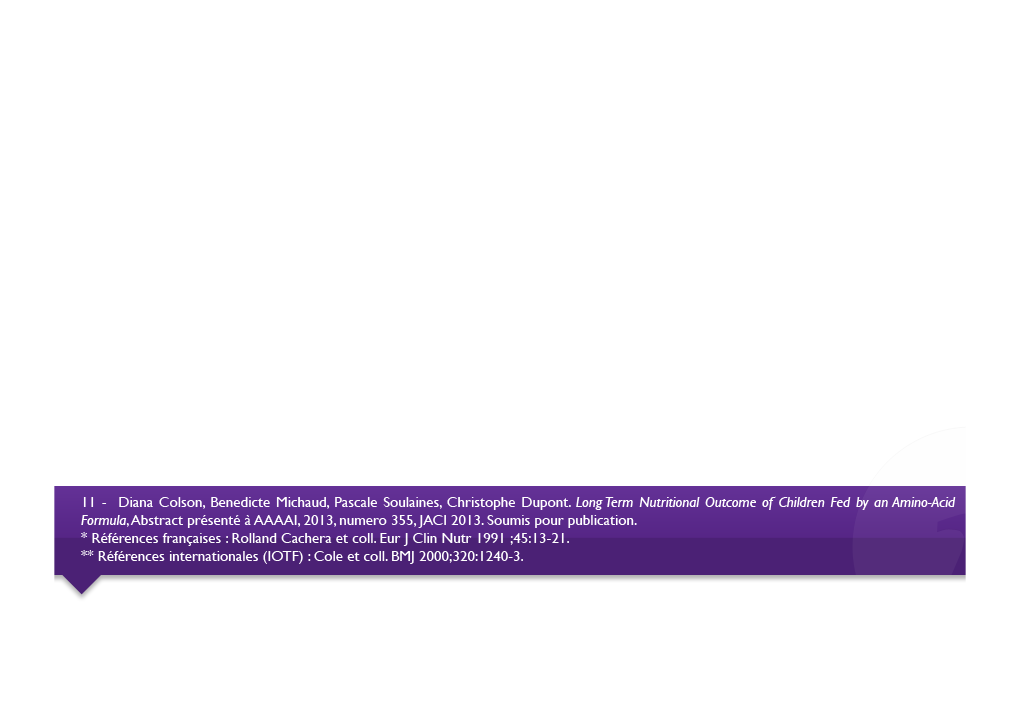 11 - Diana Colson, Benedicte Michaud, Pascale Soulaines, Christophe Dupont. Long Term Nutritional Outcome of Children Fed by an Amino-Acid
Formula, Abstract présenté à AAAAI, 2013, numero 355, JACI 2013. Soumis pour publication.
* Références françaises : Rolland Cachera et coll. Eur J Clin Nutr 1991 ;45:13-21.
** Références internationales (IOTF) : Cole et coll. BMJ 2000;320:1240-3.